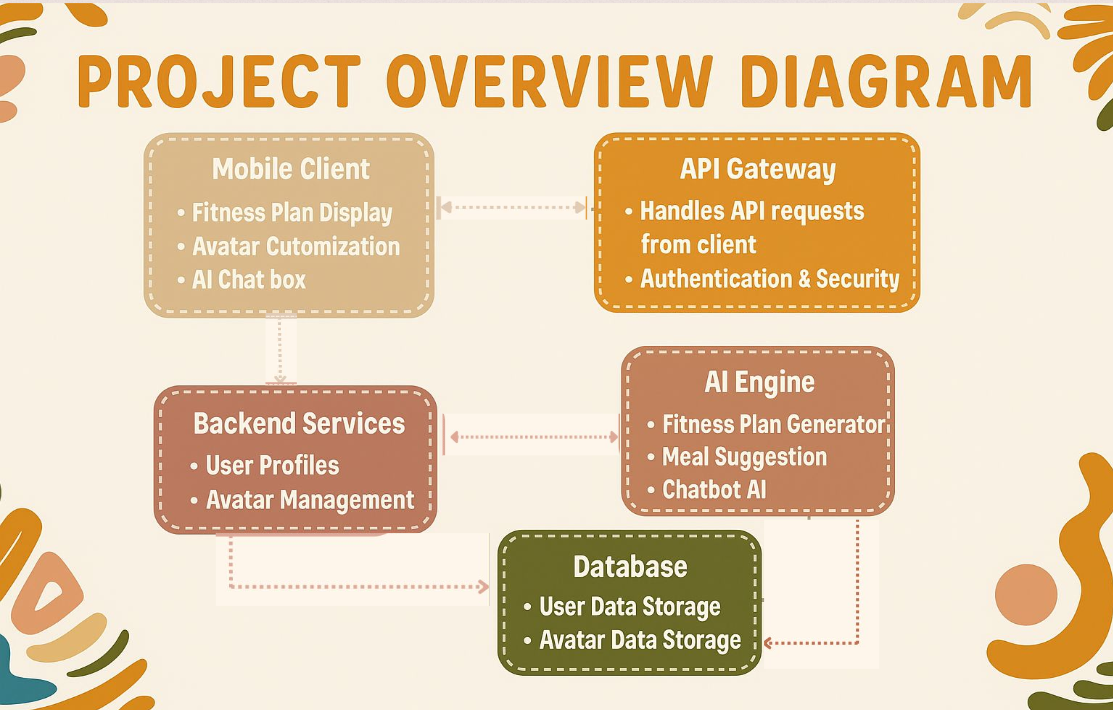 PROJECT OVERVIEW DIAGRAM
Mobile Client
• Fitness Plan Display
• Avatar Cutomization
• AI Chat box
API Gateway
• Handles API requests
from client
• Authentication & Security
Backend Services
• User Profiles
• Avatar Management
AI Engine
• Fitness Plan Generator
• Meal Suggestion
• Chatbot AI
Database
• User Data Storage
• Avatar Data Storage